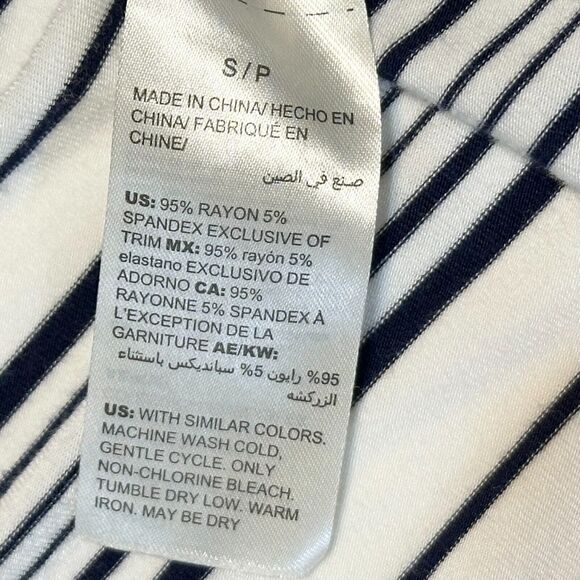 S/P
MADE IN CHINA/ HECHO EN
CHINA/ FABRIQUÉ EN
CHINE/
صنع في الصين
US: 95% RAYON 5%
SPANDEX EXCLUSIVE OF
TRIM MX: 95% rayón 5%
elastano EXCLUSIVO DE
ADORNO CA: 95%
RAYONNE 5% SPANDEX À
L'EXCEPTION DE LA
GARNITURE AE/KW:
95% رايون 5% سبانديكس باستثناء
الزركشه
US: WITH SIMILAR COLORS.
MACHINE WASH COLD,
GENTLE CYCLE. ONLY
NON-CHLORINE BLEACH.
TUMBLE DRY LOW. WARM
IRON. MAY BE DRY